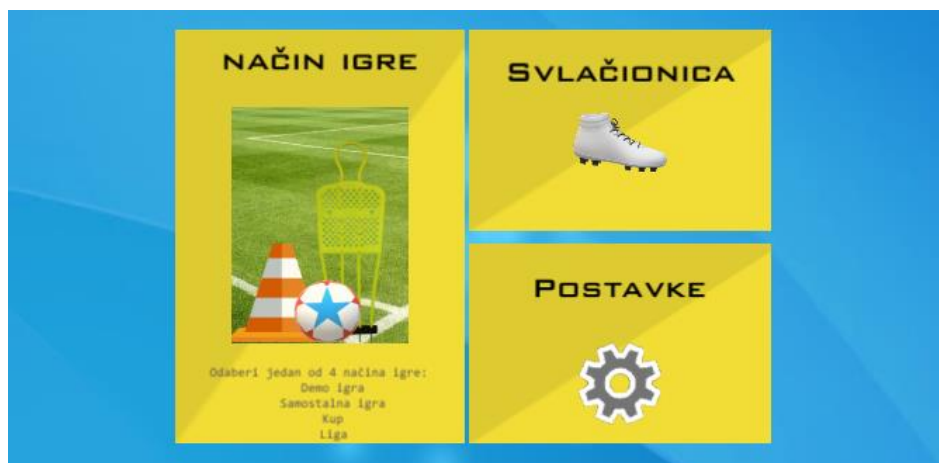 NAČIN IGRE
Odaberi jedan od 4 načina igre:
Demo igra
Samostalna igra
Kup
Liga
SVLAČIONICA
POSTAVKE